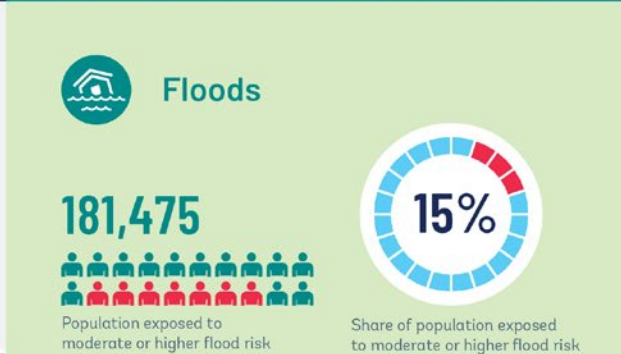 Floods
181,475
15%
Population exposed to
moderate or higher flood risk
Share of population exposed
to moderate or higher flood risk